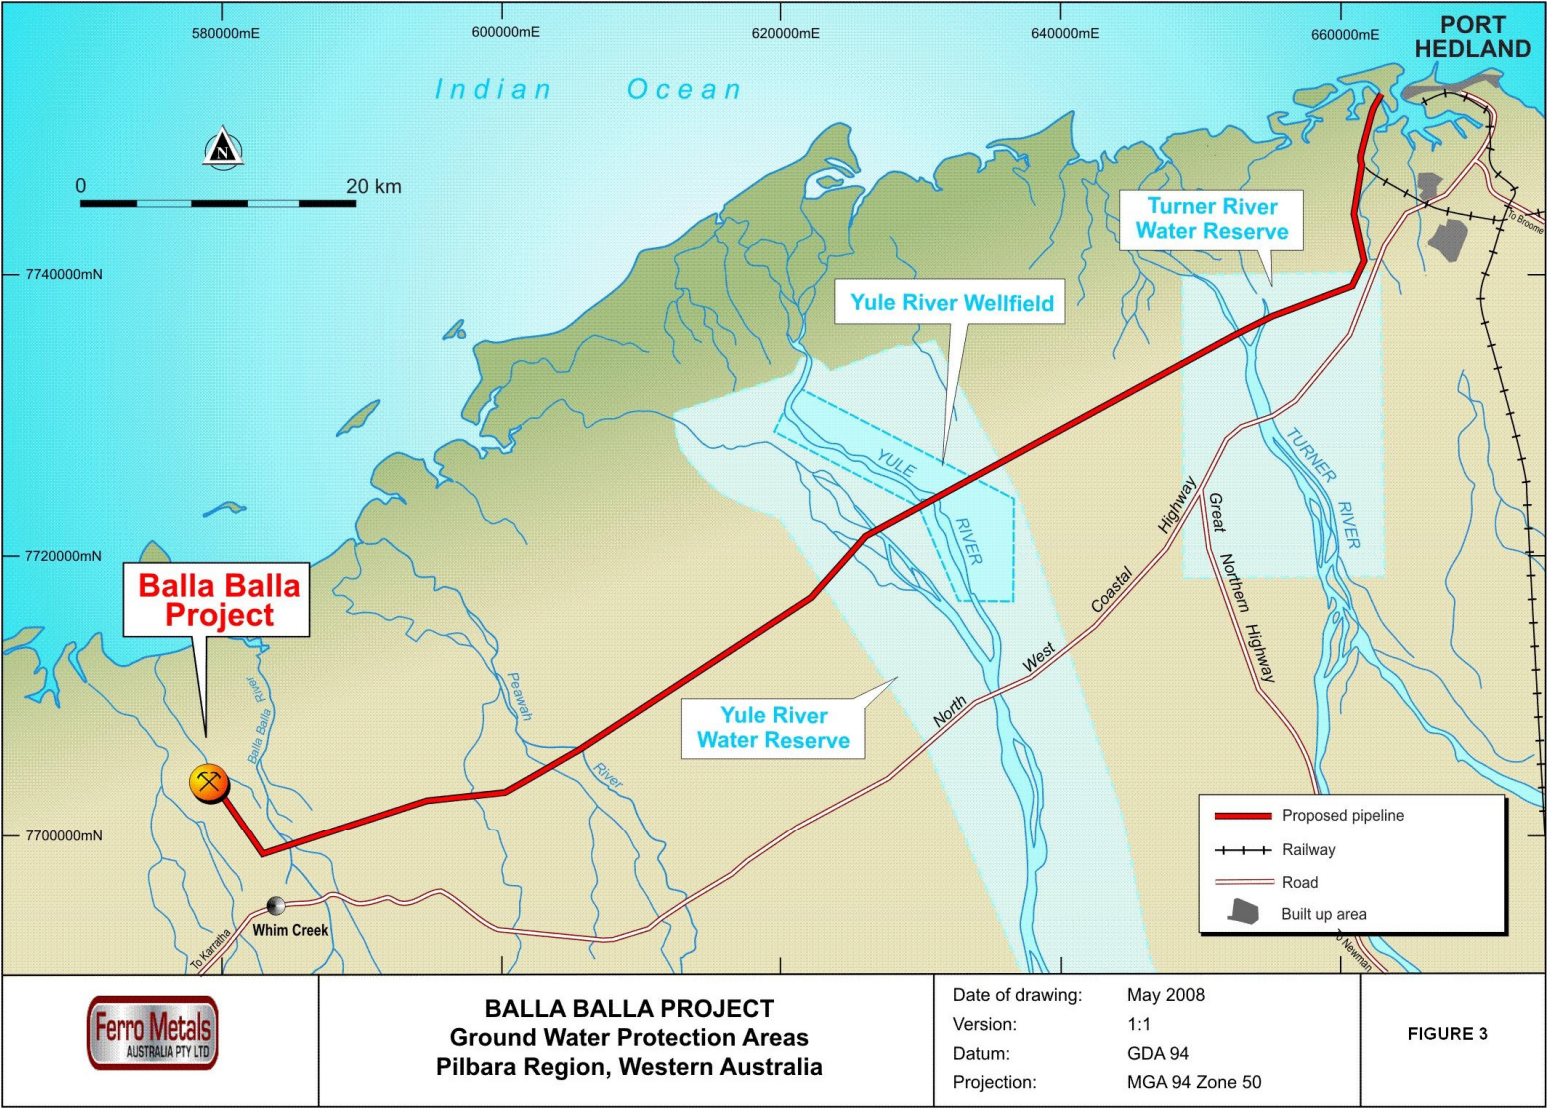 580000mE
600000mE
620000mE
640000mE
660000mE
PORT
HEDLAND
Indian Ocean
N
0
20 km
Turner River
Water Reserve
To Broome
7740000mN
Yule River Wellfield
YULE
RIVER
TURNER
RIVER
Highway
Great
Northern
Highway
7720000mN
Balla Balla
Project
Coastal
West
North
Peawah
River
Balla Balla
River
Yule River
Water Reserve
7700000mN
Whim Creek
To Karratha
Proposed pipeline
Railway
Road
Built up area
To Newman
Ferro Metals
AUSTRALIA PTY LTD
BALLA BALLA PROJECT
Ground Water Protection Areas
Pilbara Region, Western Australia
Date of drawing: May 2008
Version: 1:1
Datum: GDA 94
Projection: MGA 94 Zone 50
FIGURE 3